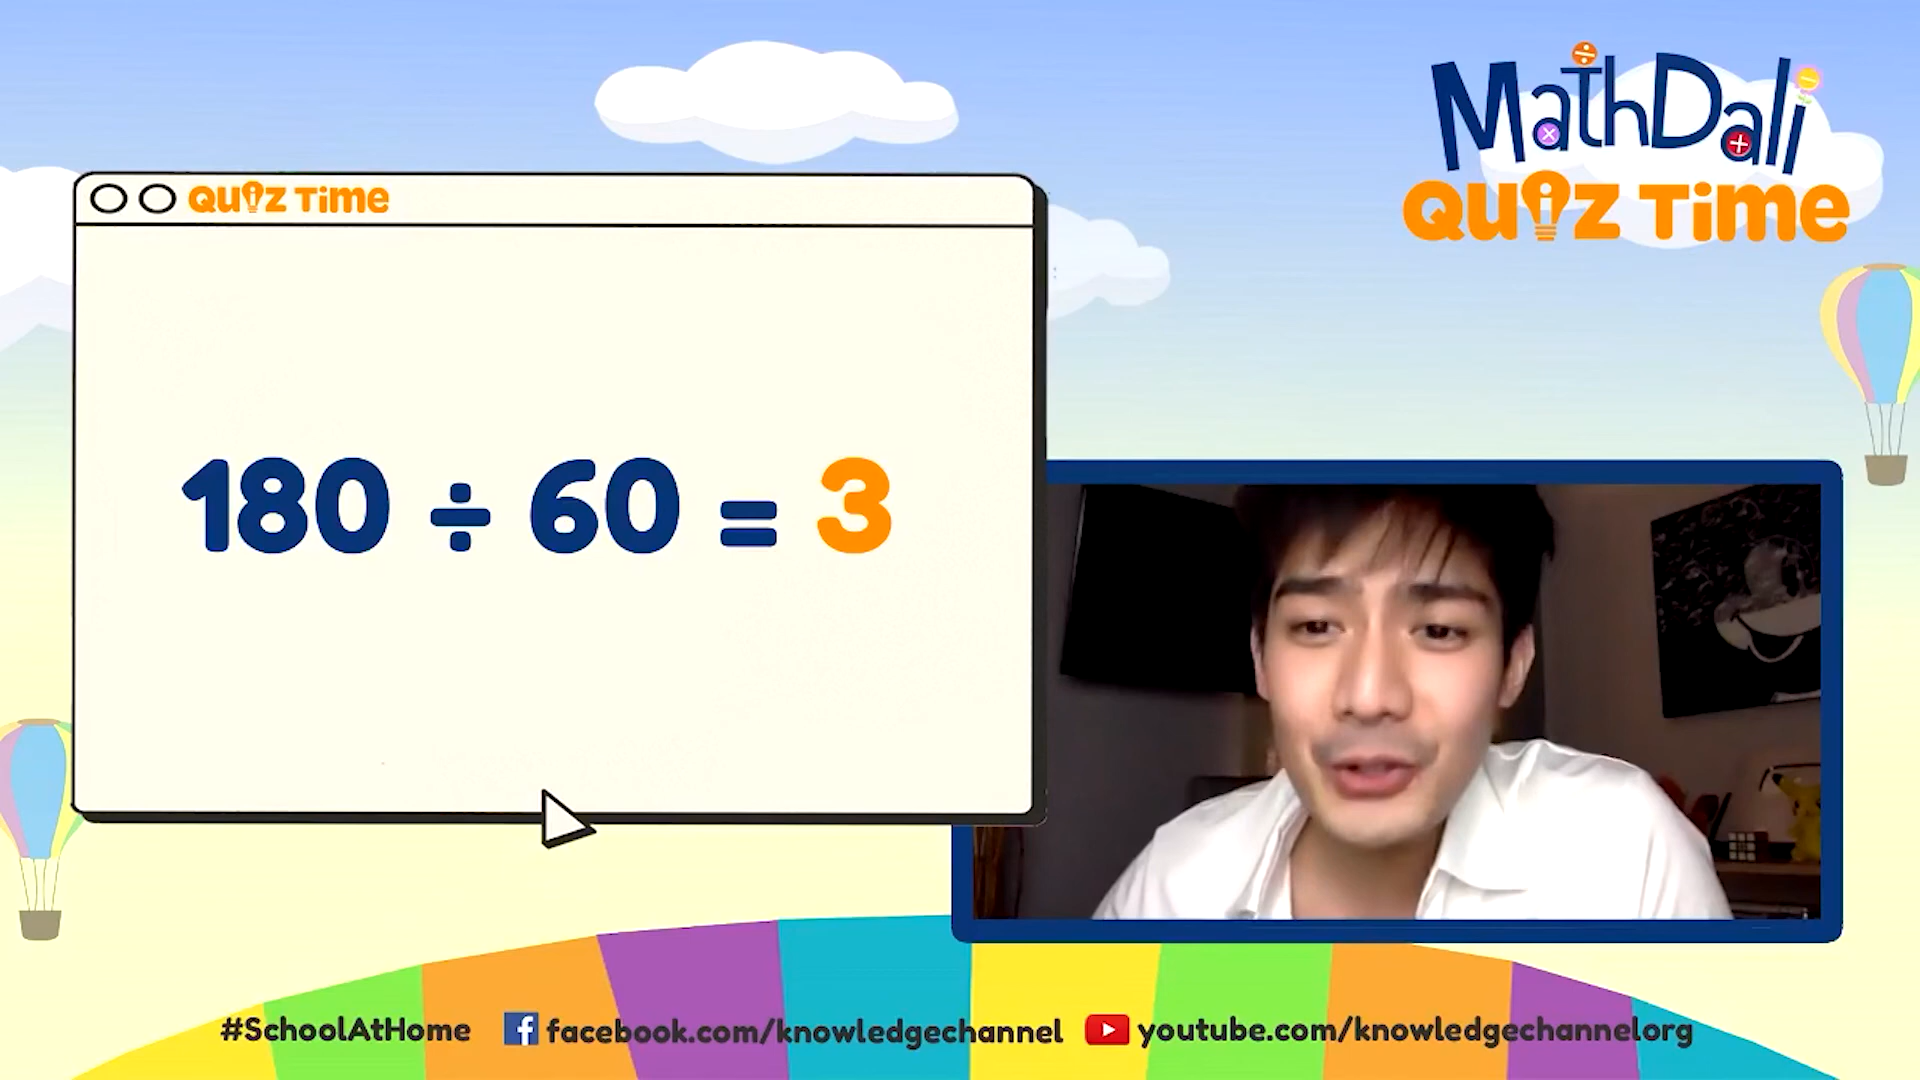 MathDali
Quiz Time
Quiz Time
180 ÷ 60 = 3
#SchoolAtHome
facebook.com/knowledgechannel
youtube.com/knowledgechannelorg